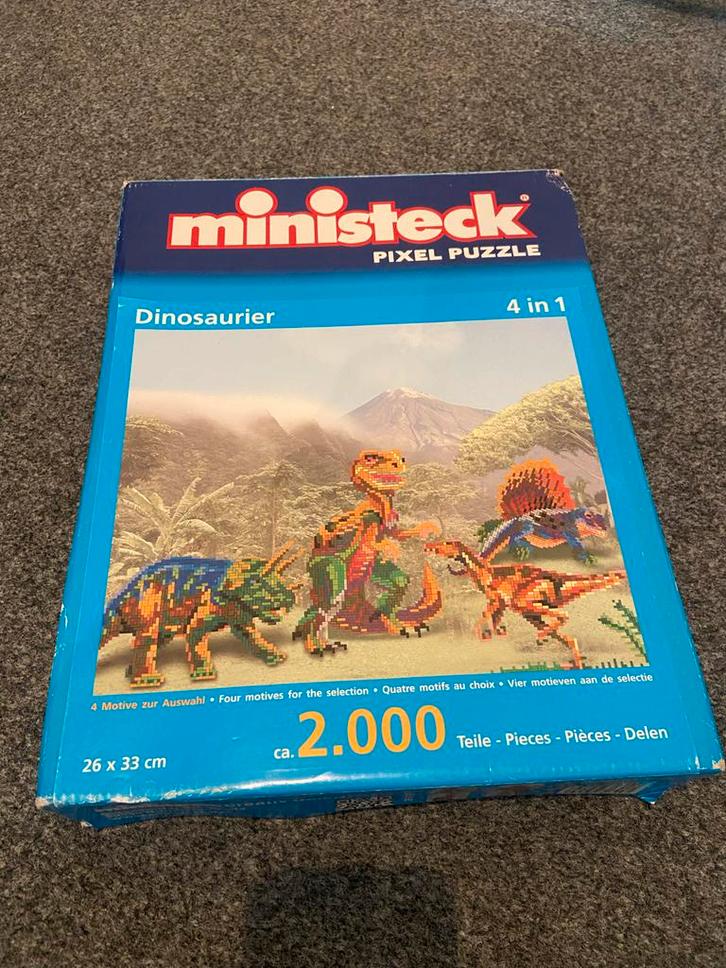 ministeck®
PIXEL PUZZLE
Dinosaurier
4 in 1
4 Motive zur Auswahl • Four motives for the selection • Quatre motifs au choix • Vier motieven aan de selectie
26 x 33 cm
ca. 2.000 Teile - Pieces - Pièces - Delen